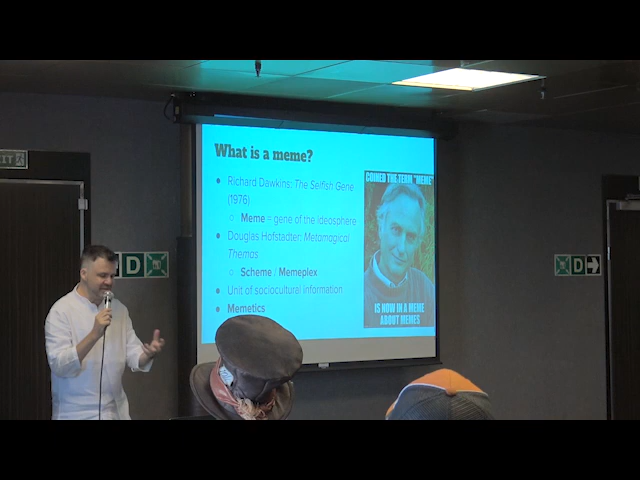 What is a meme?
● Richard Dawkins: The Selfish Gene
(1976)
○ Meme = gene of the ideosphere
● Douglas Hofstadter: Metamagical
Themas
○ Scheme / Memeplex
● Unit of sociocultural information
● Memetics
COINED THE TERM "MEME"
IS NOW IN A MEME
ABOUT MEMES
EXIT
D
D